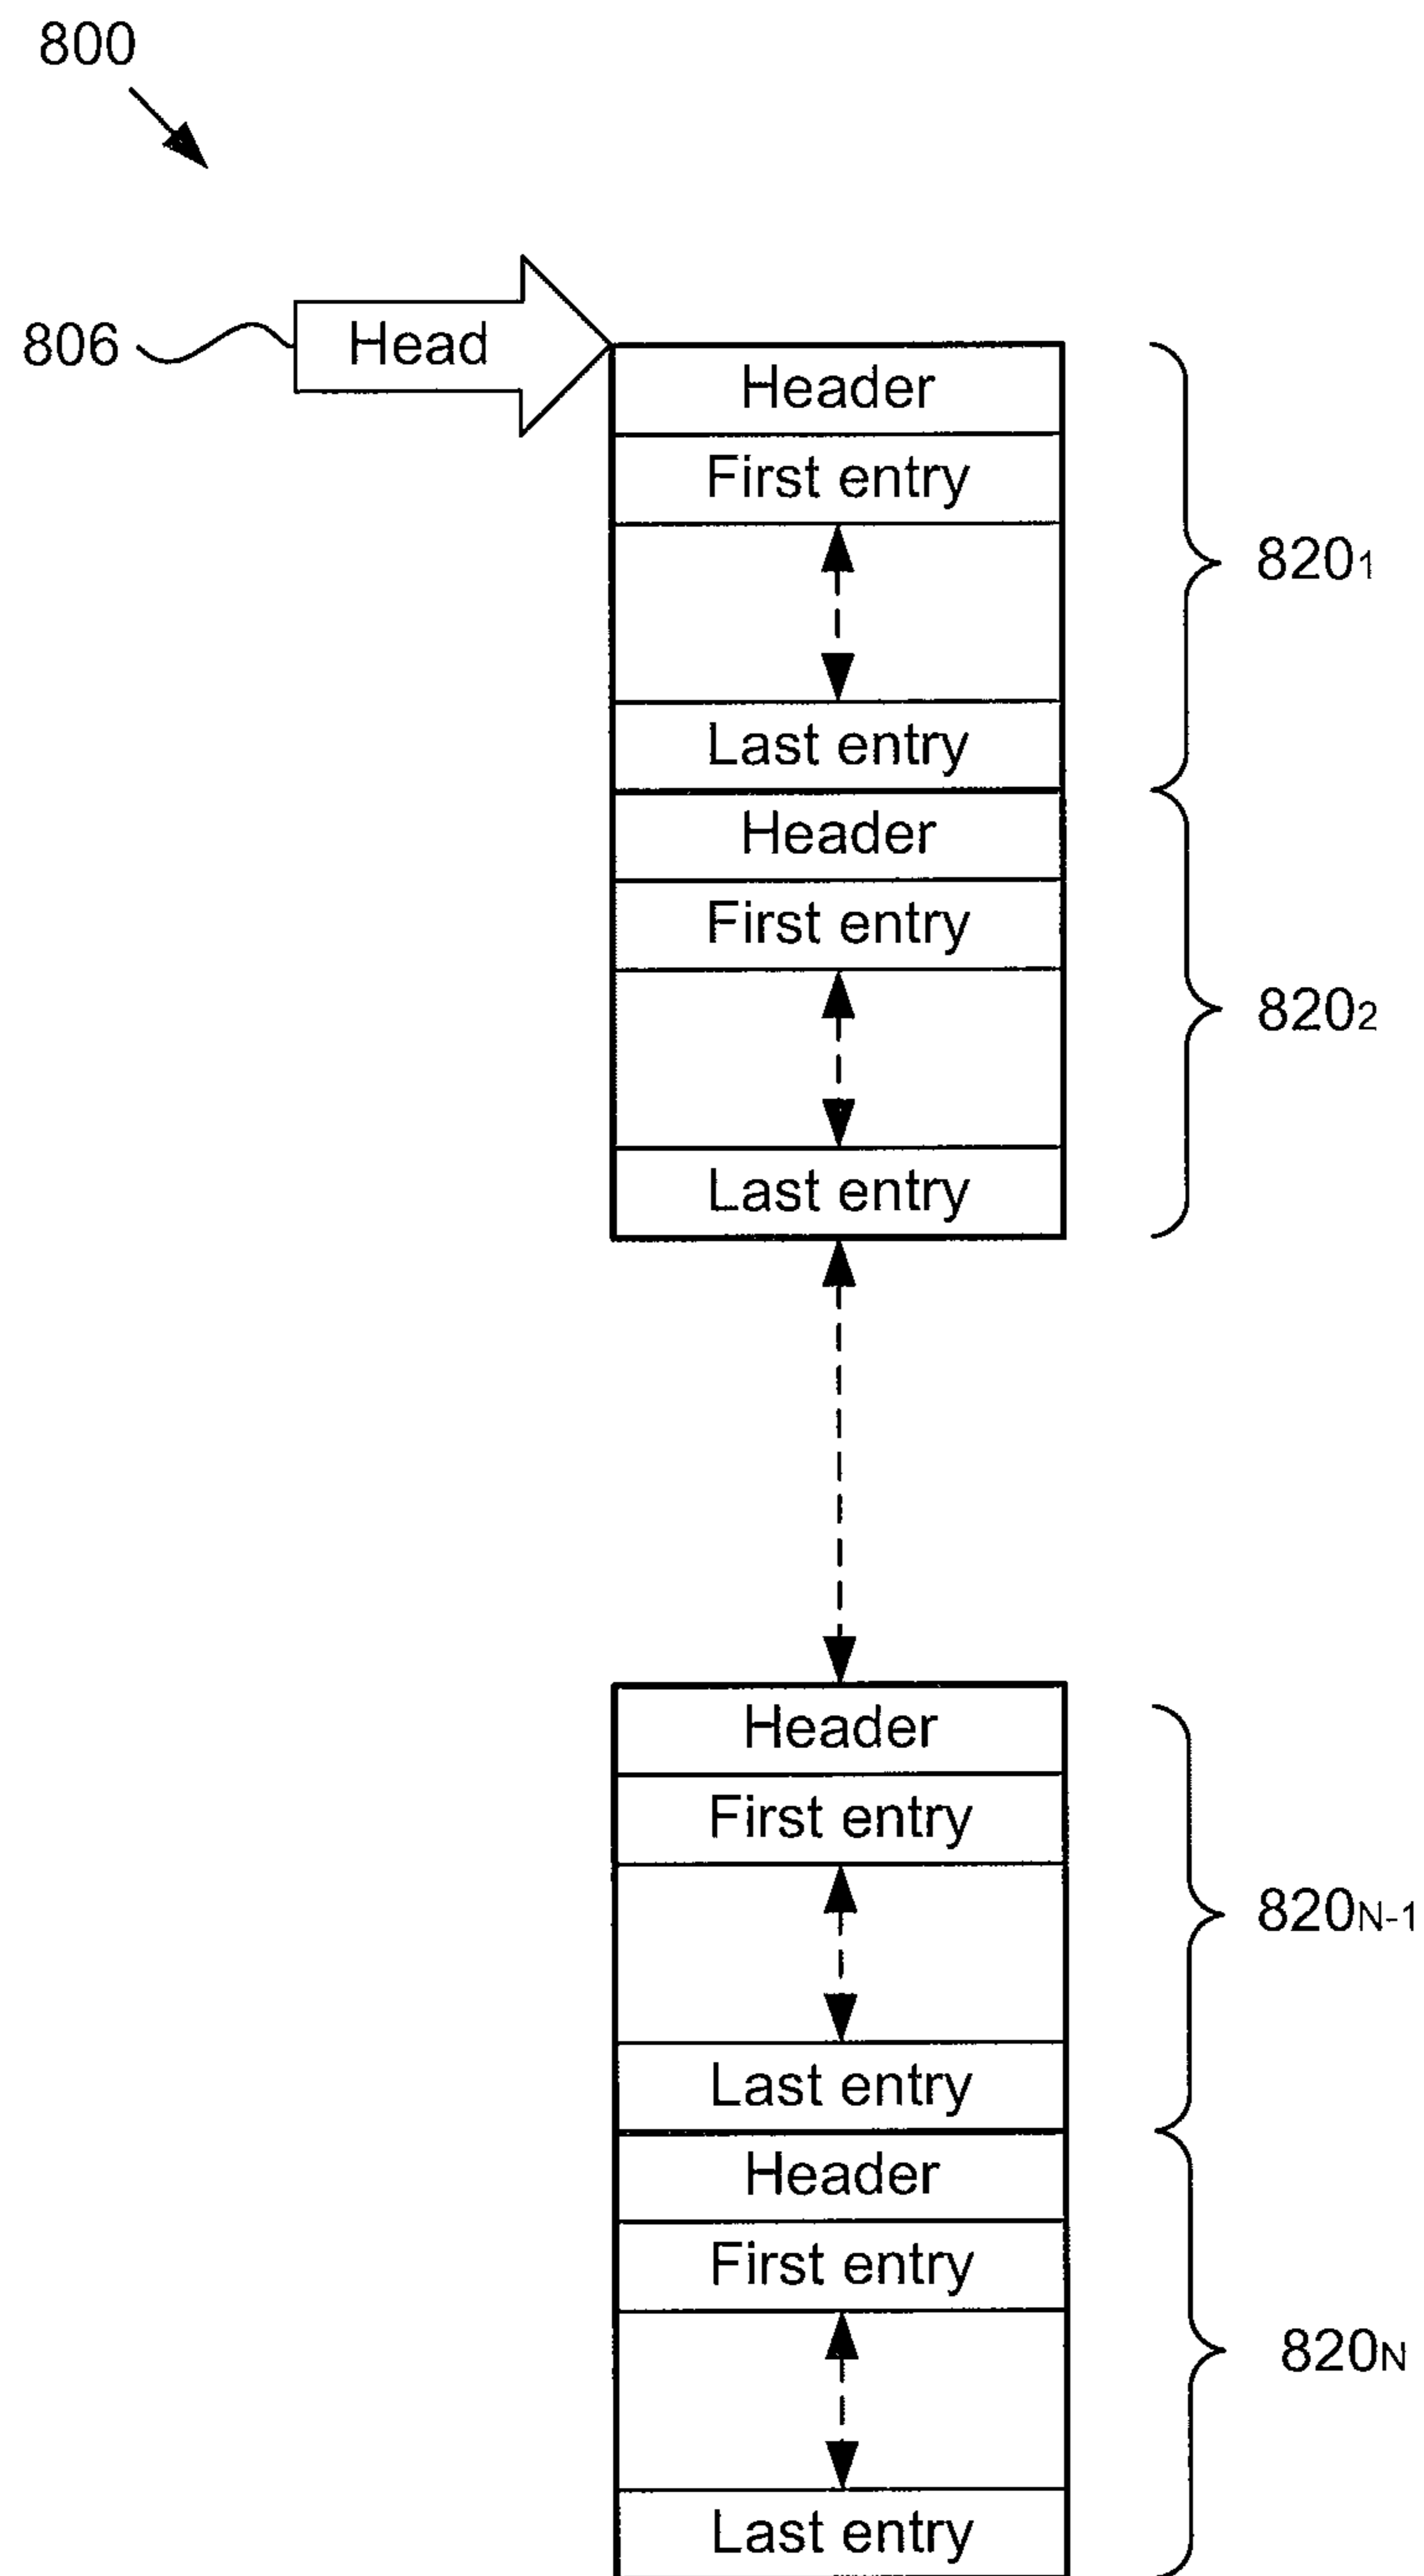 800
806
Head
Header
First entry
820₁
Last entry
Header
First entry
820₂
Last entry
Header
First entry
820N-1
Last entry
Header
First entry
820N
Last entry